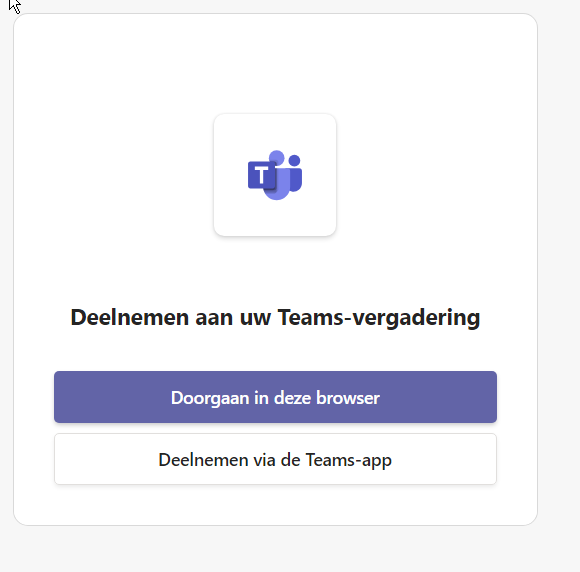 T
Deelnemen aan uw Teams-vergadering
Doorgaan in deze browser
Deelnemen via de Teams-app